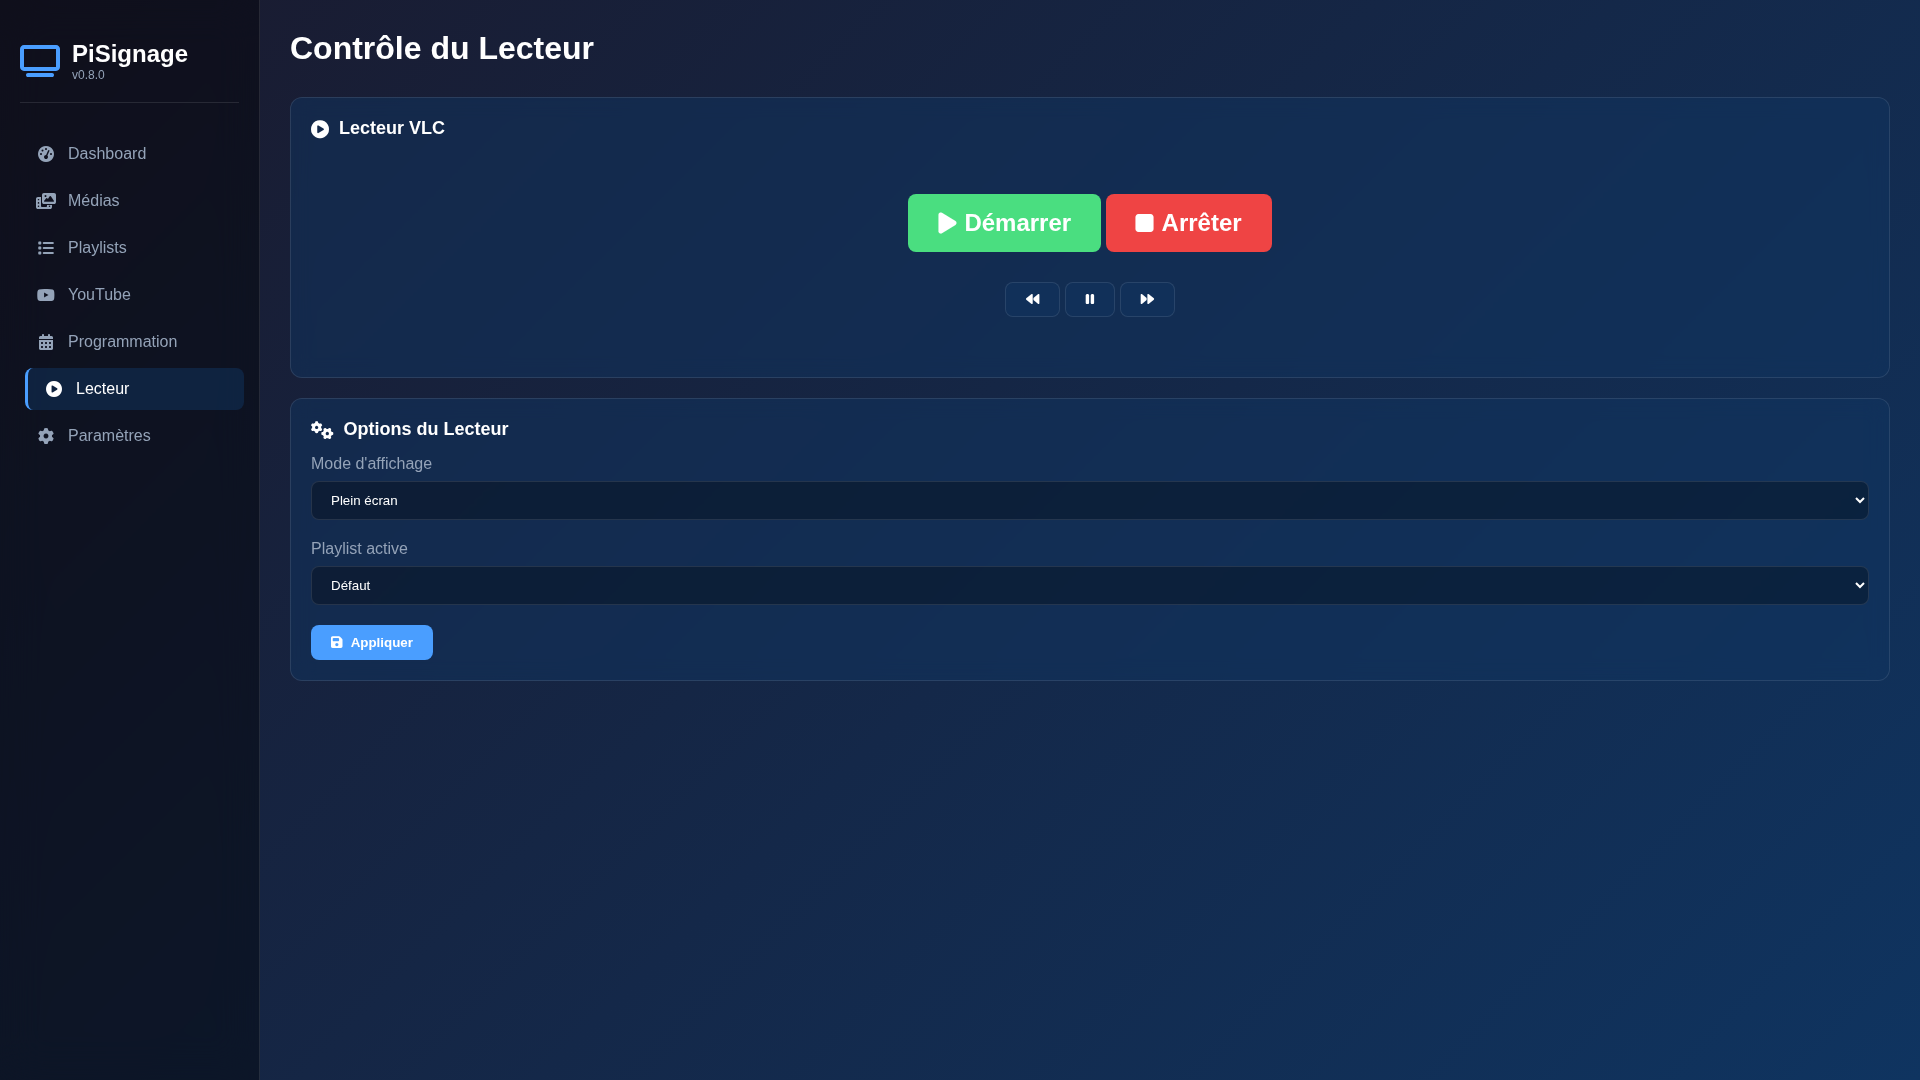 PiSignage
v0.8.0
Dashboard
Médias
Playlists
YouTube
Programmation
Lecteur
Paramètres
Contrôle du Lecteur
Lecteur VLC
Démarrer
Arrêter
Options du Lecteur
Mode d'affichage
Plein écran
Playlist active
Défaut
Appliquer